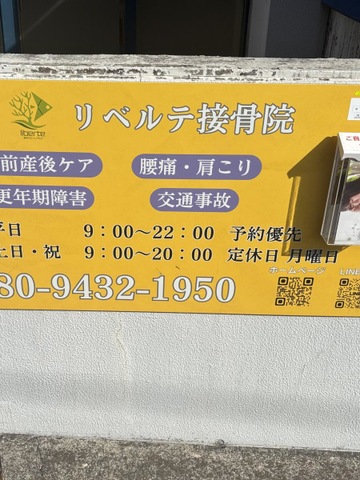 liberte
リベルテ接骨院
前産後ケア
腰痛・肩こり
更年期障害
交通事故
平日 9：00〜22：00 予約優先
土日・祝 9：00〜20：00 定休日 月曜日
80-9432-1950
ホームページ
LINE